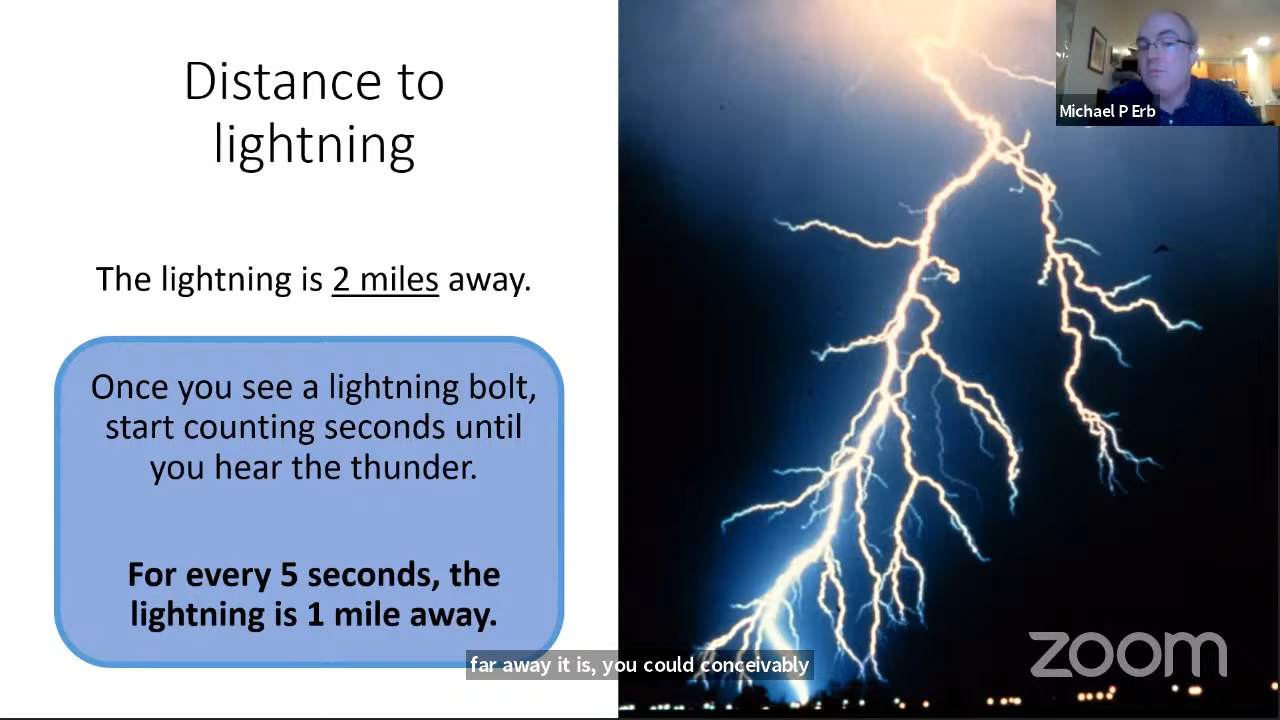 Distance to
lightning
The lightning is 2 miles away.
Once you see a lightning bolt,
start counting seconds until
you hear the thunder.
For every 5 seconds, the
lightning is 1 mile away.
Michael P Erb
far away it is, you could conceivably
zoom